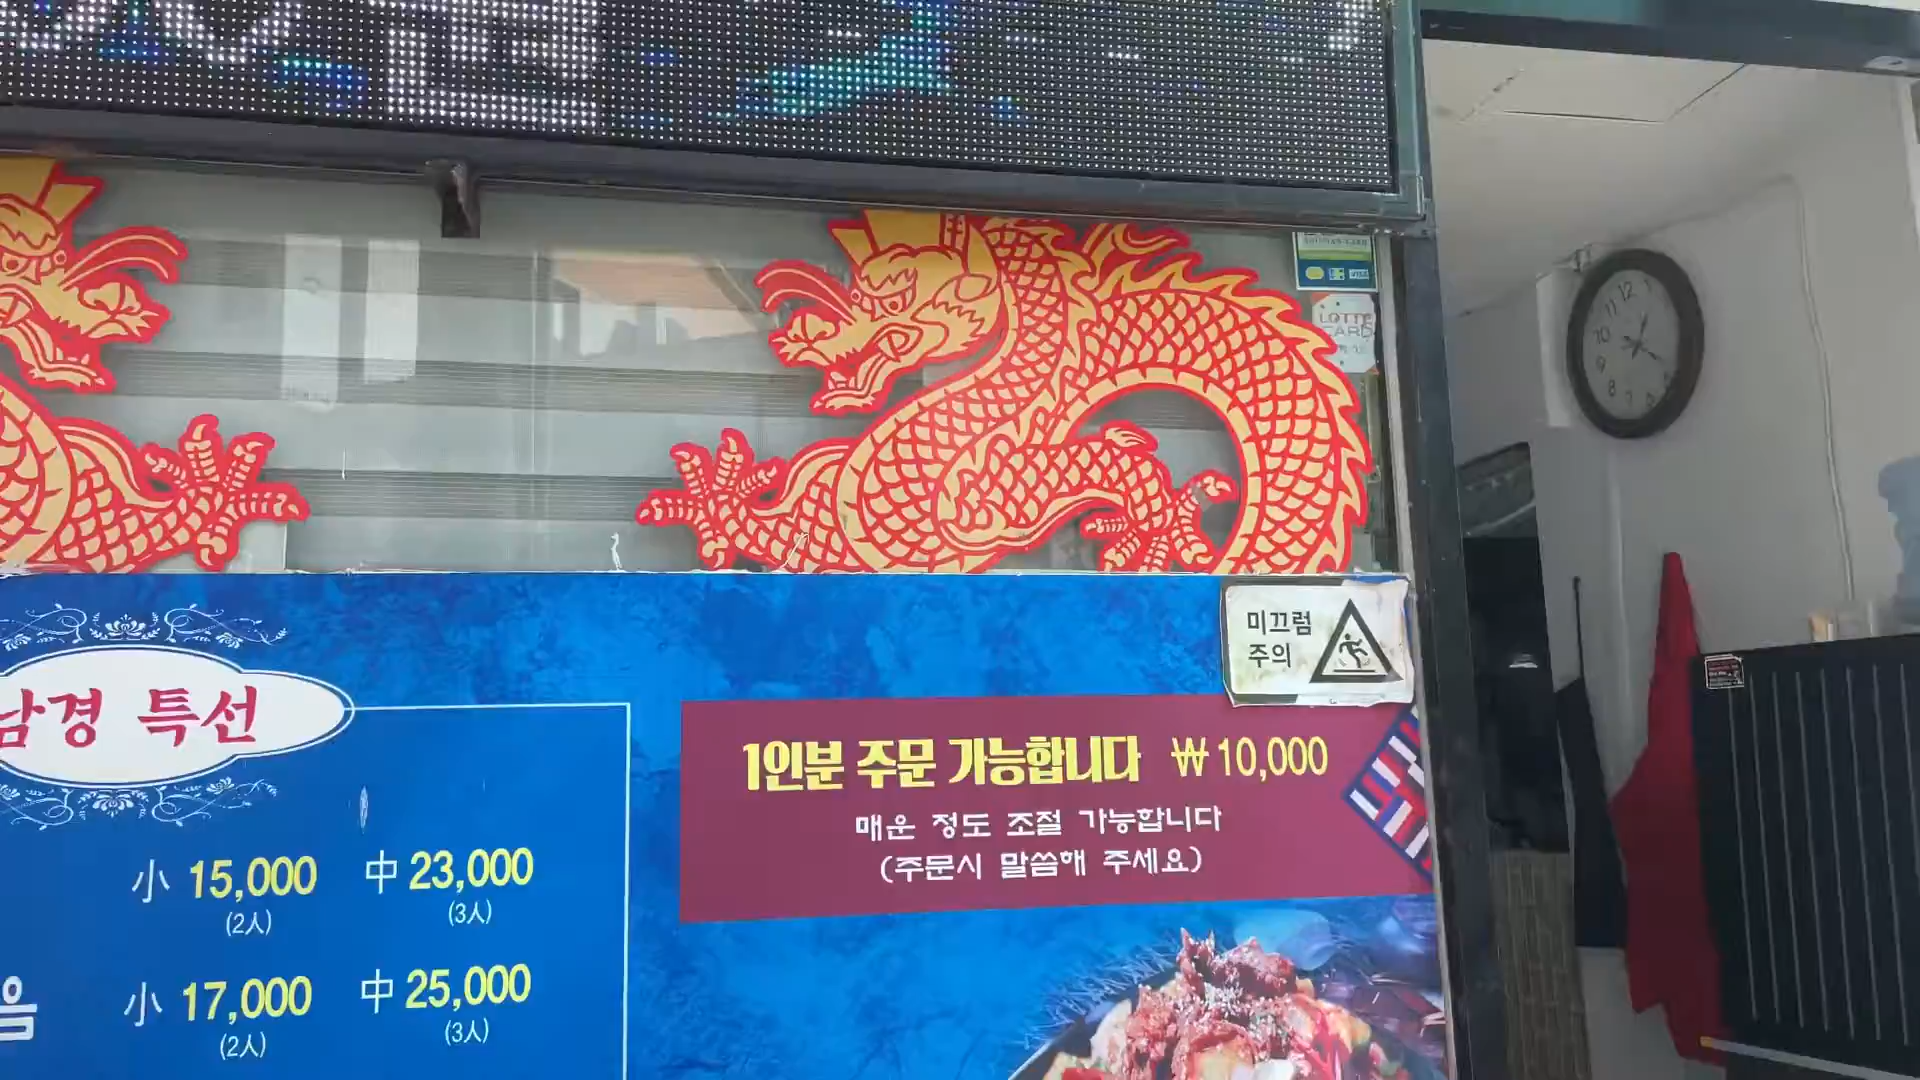 LOTTE
CARD
미끄럼
주의
남경 특선
1인분 주문 가능합니다 ₩10,000
매운 정도 조절 가능합니다
(주문시 말씀해 주세요)
小 15,000 中 23,000
(2人) (3人)
음 小 17,000 中 25,000
(2人) (3人)